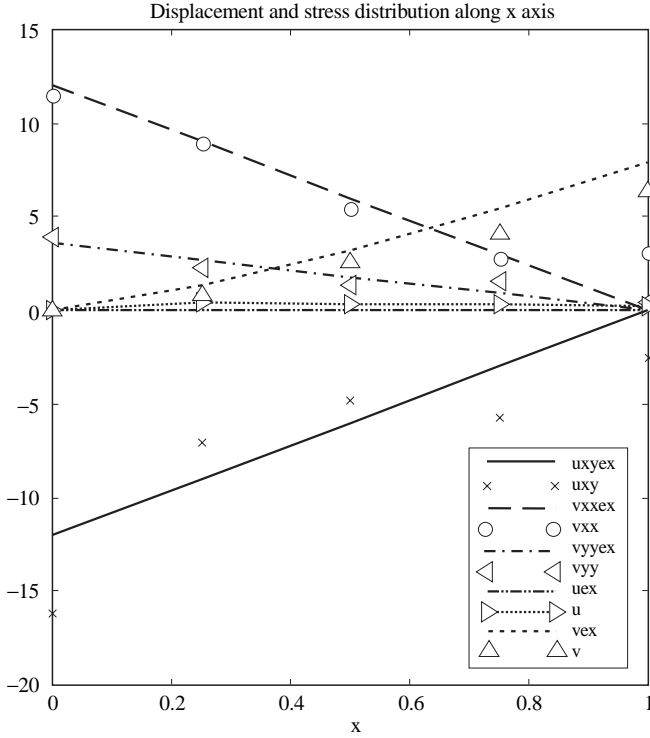 Displacement and stress distribution along x axis
15
10
5
0
−5
−10
−15
−20
uxyex
uxy
vxxex
vxx
vyyex
vyy
uex
u
vex
v
0 0.2 0.4 0.6 0.8 1
x